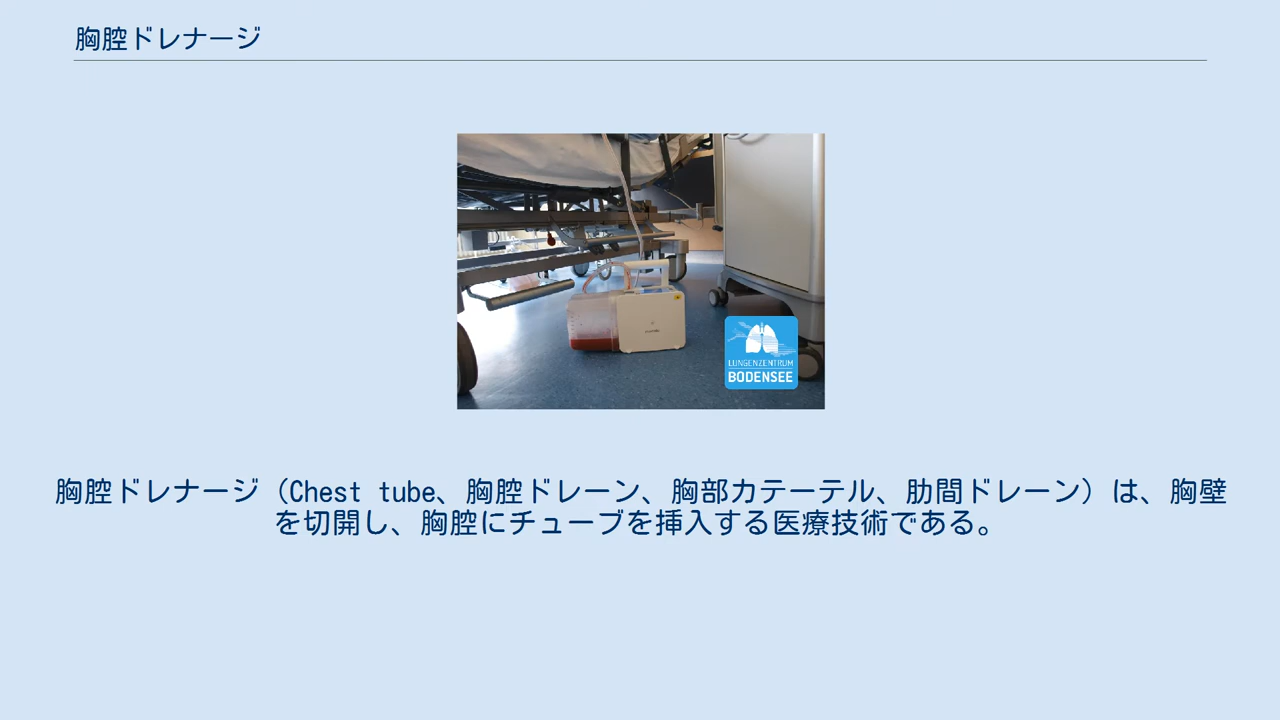 胸腔ドレナージ
LUNGENZENTRUM
BODENSEE
胸腔ドレナージ（Chest tube、胸腔ドレーン、胸部カテーテル、肋間ドレーン）は、胸壁
を切開し、胸腔にチューブを挿入する医療技術である。